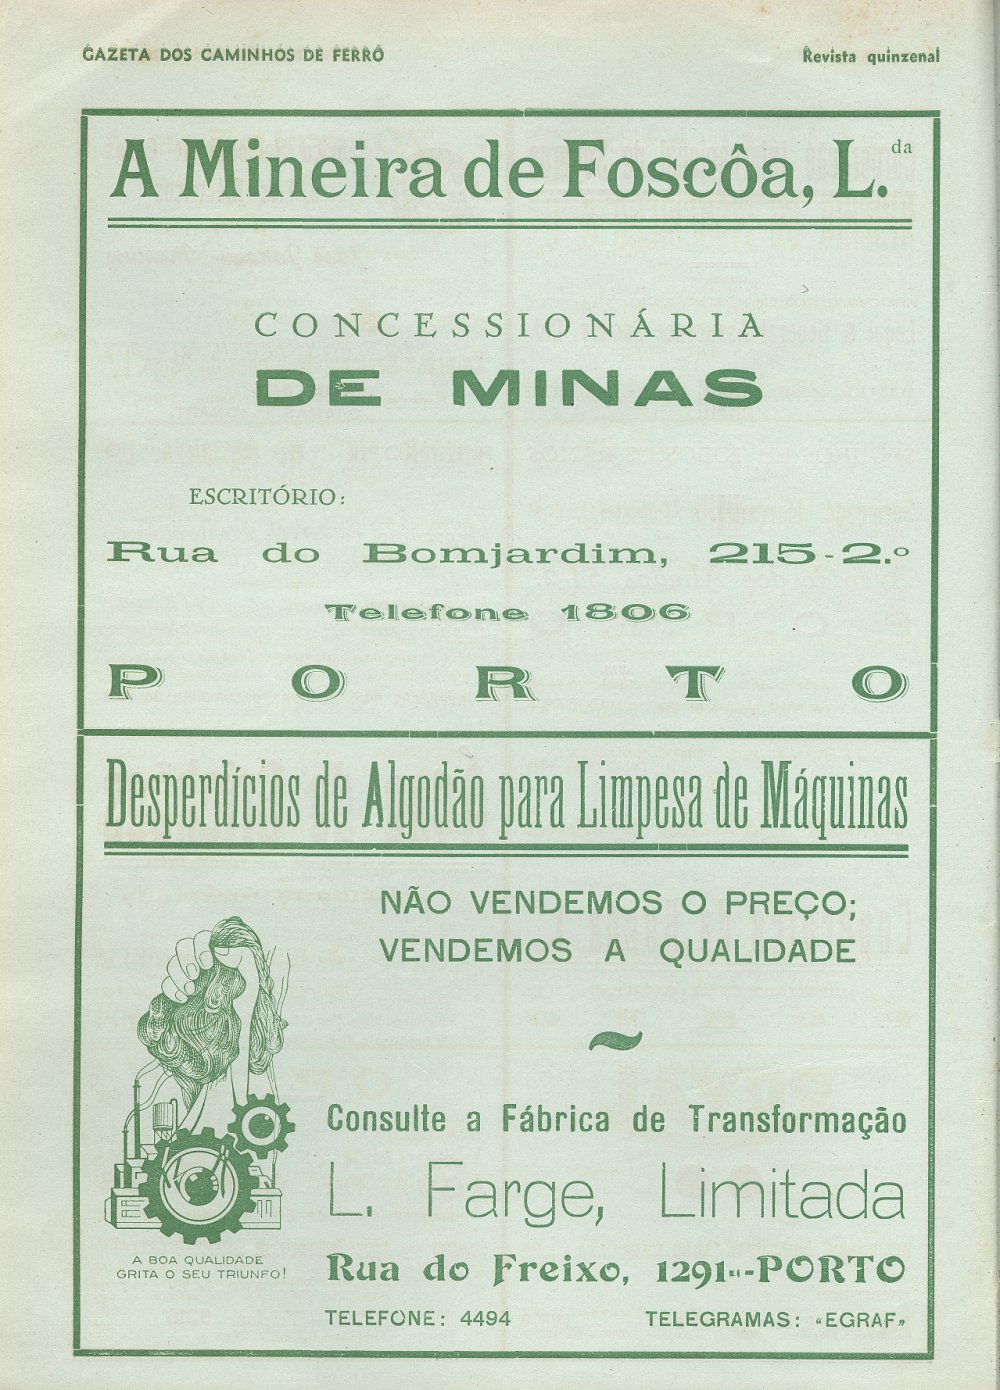 GAZETA DOS CAMINHOS DE FERRO
Revista quinzenal
A Mineira de Foscôa, L.da
CONCESSIONÁRIA
DE MINAS
ESCRITÓRIO:
Rua do Bomjardim, 215-2.º
Telefone 1806
PORTO
Desperdícios de Algodão para Limpesa de Máquinas
NÃO VENDEMOS O PREÇO;
VENDEMOS A QUALIDADE
Consulte a Fábrica de Transformação
L. Farge, Limitada
A BOA QUALIDADE
GRITA O SEU TRIUNFO!
Rua do Freixo, 1291-PORTO
TELEFONE: 4494
TELEGRAMAS: «EGRAF»